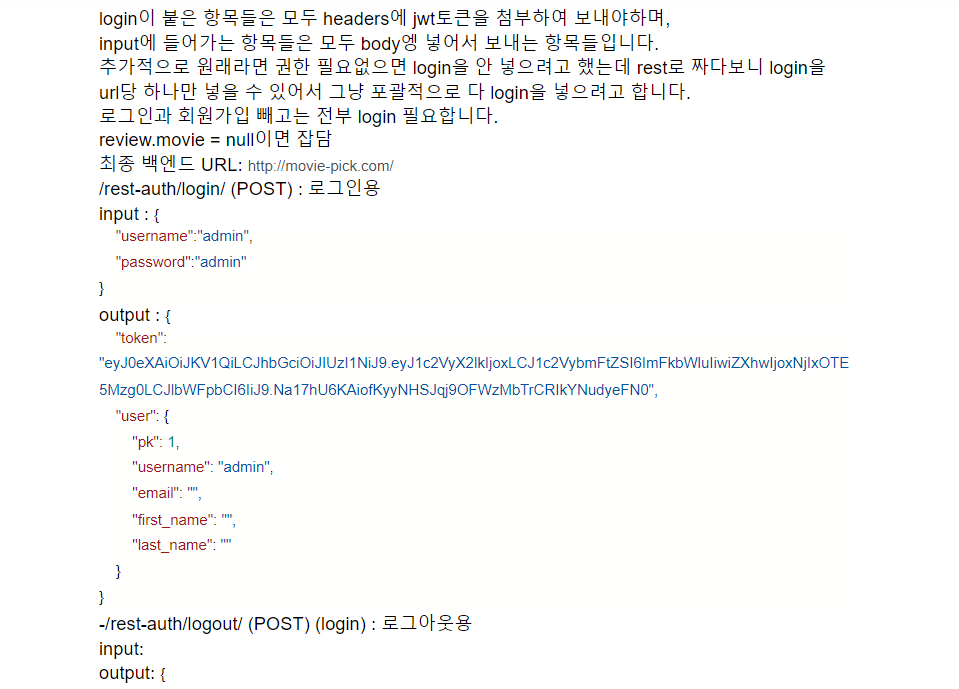 login이 붙은 항목들은 모두 headers에 jwt토큰을 첨부하여 보내야하며,
input에 들어가는 항목들은 모두 body엥 넣어서 보내는 항목들입니다.
추가적으로 원래라면 권한 필요없으면 login을 안 넣으려고 했는데 rest로 짜다보니 login을
url당 하나만 넣을 수 있어서 그냥 포괄적으로 다 login을 넣으려고 합니다.
로그인과 회원가입 빼고는 전부 login 필요합니다.
review.movie = null이면 잡담
최종 백엔드 URL: http://movie-pick.com/
/rest-auth/login/ (POST) : 로그인용
input : {
"username":"admin",
"password":"admin"
}
output : {
"token":
"eyJ0eXAiOiJKV1QiLCJhbGciOiJIUzI1NiJ9.eyJ1c2VyX2lkIjoxLCJ1c2VybmFtZSI6ImFkbWluIiwiZXhwIjoxNjIxOTE
5Mzg0LCJlbWFpbCI6IiJ9.Na17hU6KAiofKyyNHSJqj9OFWzMbTrCRIkYNudyeFN0",
"user": {
"pk": 1,
"username": "admin",
"email": "",
"first_name": "",
"last_name": ""
}
}
-/rest-auth/logout/ (POST) (login) : 로그아웃용
input:
output: {